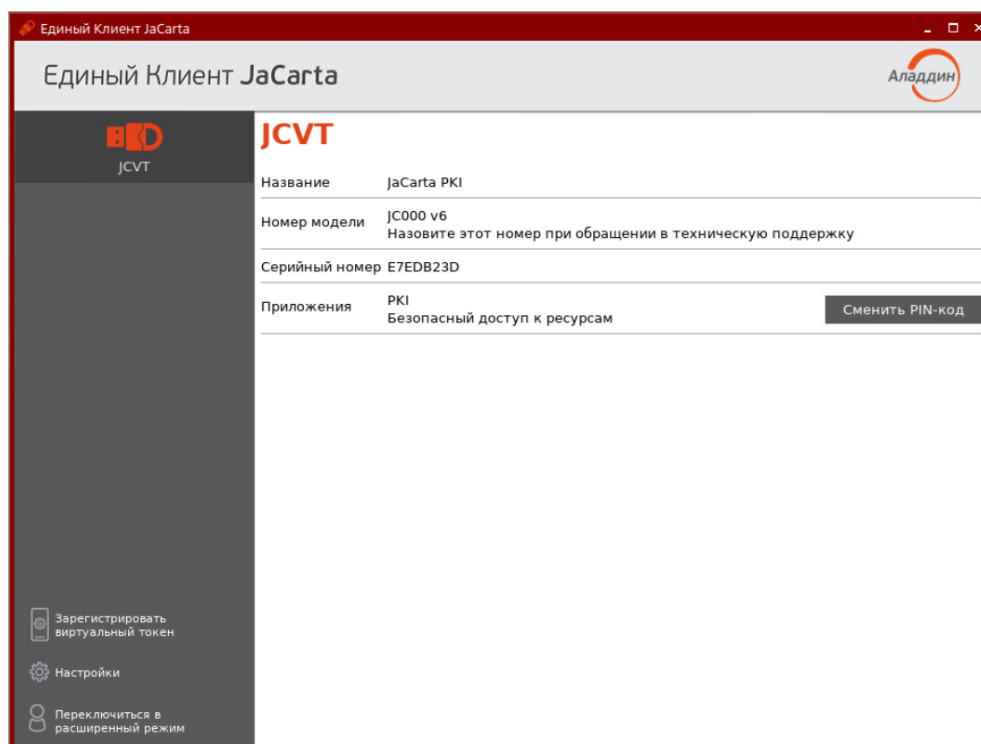 Единый Клиент JaCarta
Единый Клиент JaCarta
Аладдин
JCVT
JCVT
Название JaCarta PKI
Номер модели JC000 v6
Назовите этот номер при обращении в техническую поддержку
Серийный номер E7EDB23D
Приложения PKI
Безопасный доступ к ресурсам
Сменить PIN-код
Зарегистрировать
виртуальный токен
Настройки
Переключиться в
расширенный режим